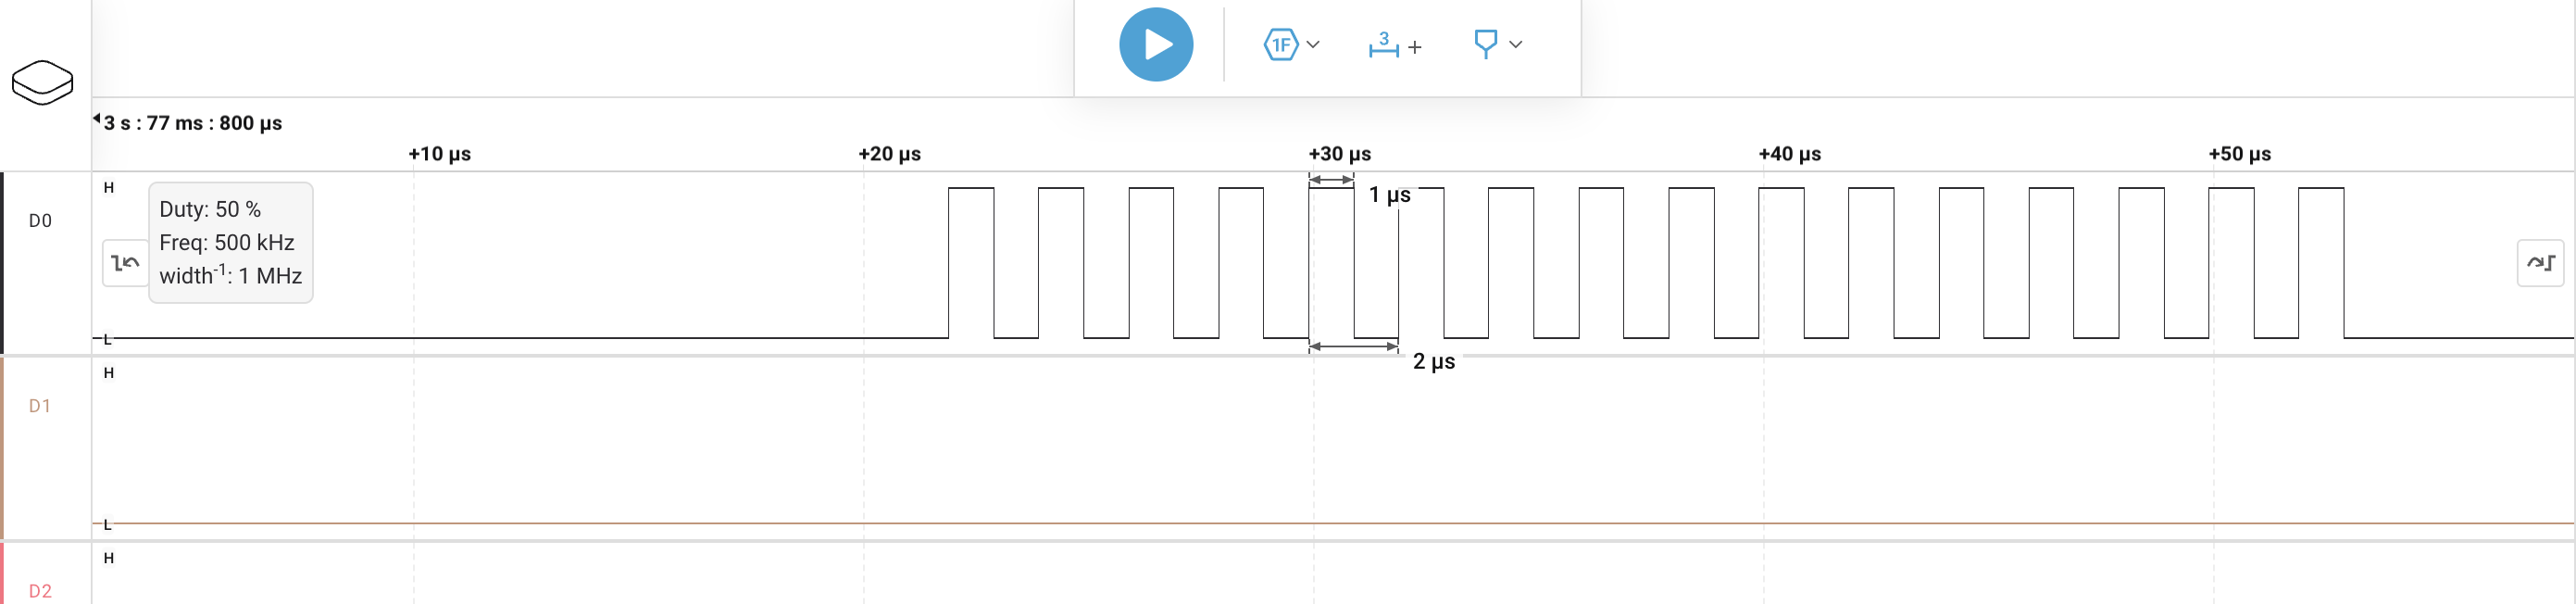 1F
3
+
3 s : 77 ms : 800 µs
+10 µs
+20 µs
+30 µs
+40 µs
+50 µs
D0
H
L
Duty: 50 %
Freq: 500 kHz
width-1: 1 MHz
1 µs
2 µs
D1
H
L
D2
H